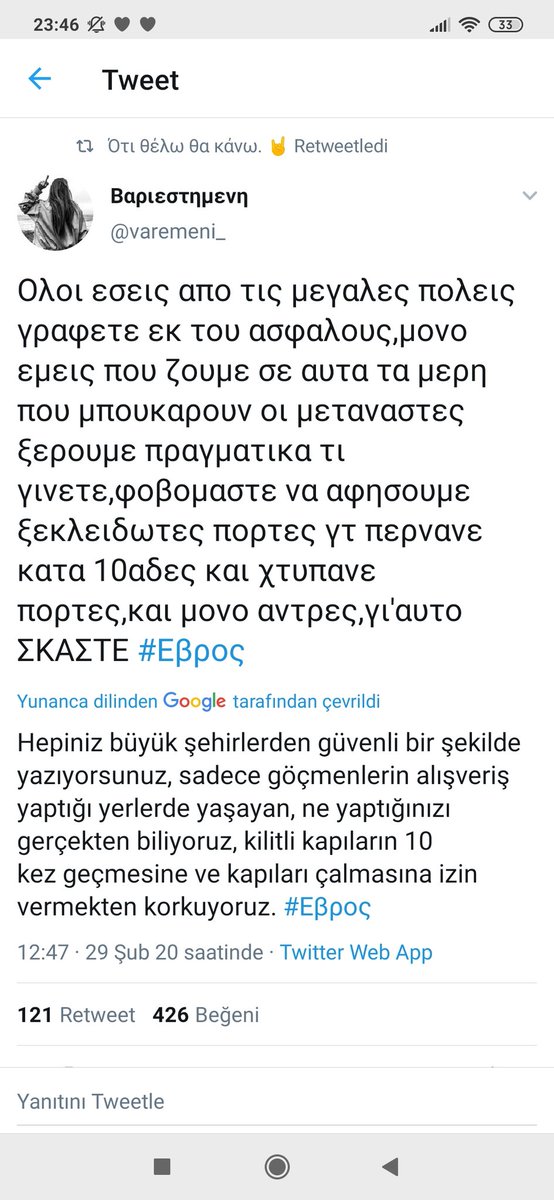 23:46
33
Tweet
Ότι θέλω θα κάνω. 🤘 Retweetledi
Βαριεστημενη
@varemeni_
Ολοι εσεις απο τις μεγαλες πολεις
γραφετε εκ του ασφαλους,μονο
εμεις που ζουμε σε αυτα τα μερη
που μπουκαρουν οι μεταναστες
ξερουμε πραγματικα τι
γινετε,φοβομαστε να αφησουμε
ξεκλειδωτες πορτες γτ περνανε
κατα 10αδες και χτυπανε
πορτες,και μονο αντρες,γι'αυτο
ΣΚΑΣΤΕ #Εβρος
Yunanca dilinden Google tarafından çevrildi
Hepiniz büyük şehirlerden güvenli bir şekilde
yazıyorsunuz, sadece göçmenlerin alışveriş
yaptığı yerlerde yaşayan, ne yaptığınızı
gerçekten biliyoruz, kilitli kapıların 10
kez geçmesine ve kapıları çalmasına izin
vermekten korkuyoruz. #Εβρος
12:47 · 29 Şub 20 saatinde · Twitter Web App
121 Retweet 426 Beğeni
Yanıtını Tweetle